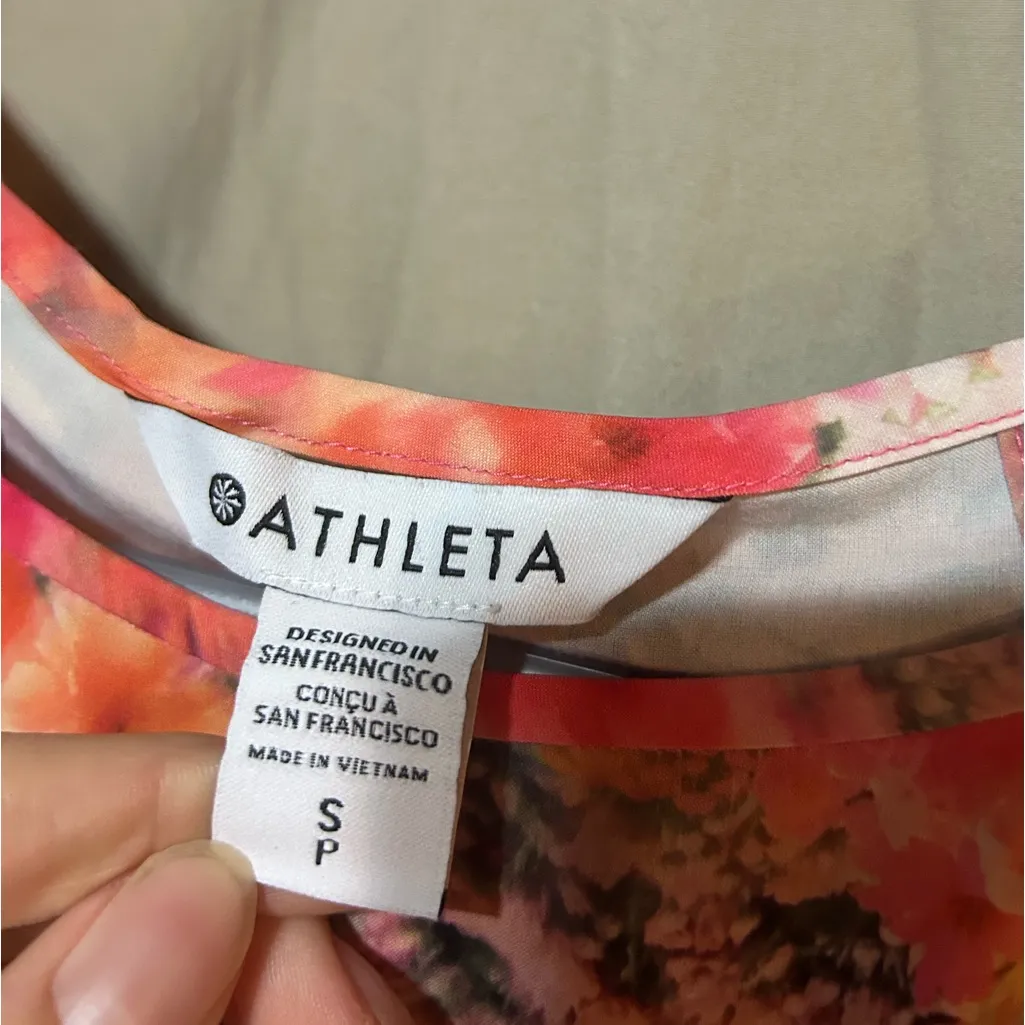 ATHLETA
DESIGNED IN
SAN FRANCISCO
CONÇU À
SAN FRANCISCO
MADE IN VIETNAM
S
P